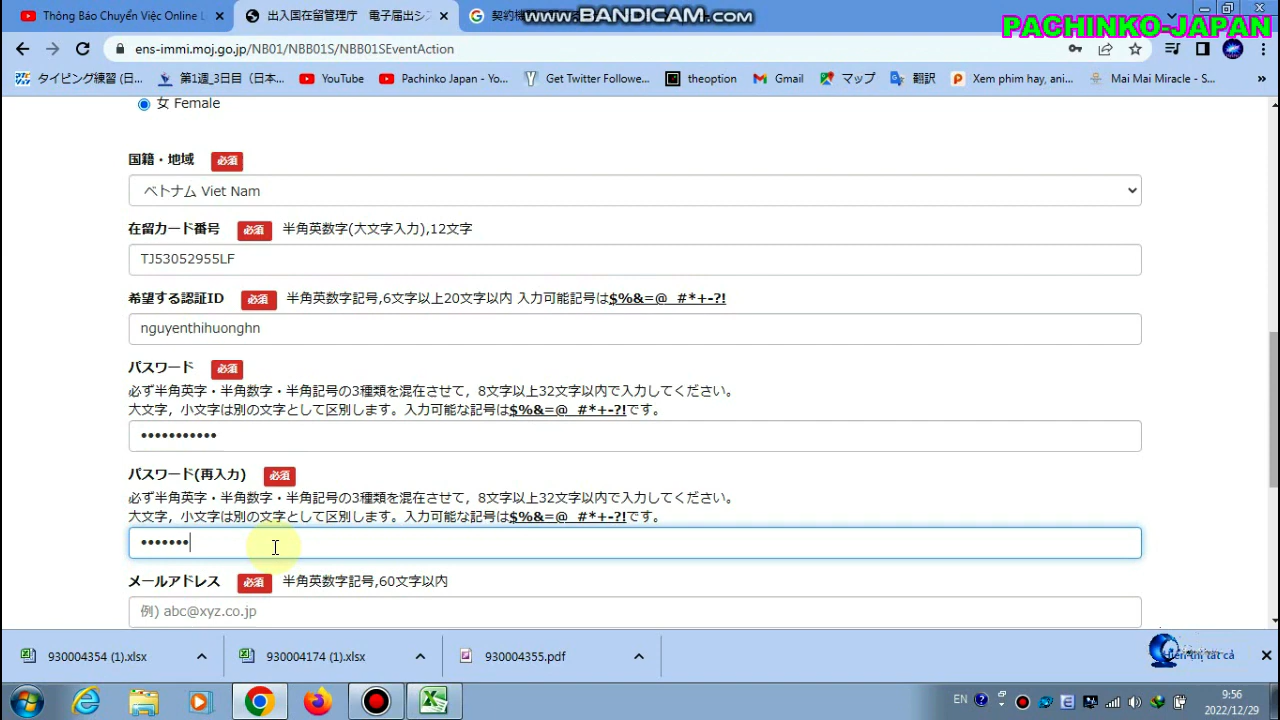 Thông Báo Chuyển Việc Online L
出入国在留管理庁 電子届出シス
契約機
www.BANDICAM.com
PACHINKO-JAPAN
ens-immi.moj.go.jp/NB01/NBB01S/NBB01SEventAction
タイピング練習 (日...
第1週_3日目（日本...
YouTube
Pachinko Japan - Yo...
Get Twitter Followe...
theoption
Gmail
マップ
翻訳
Xem phim hay, ani...
Mai Mai Miracle - S...
»
女 Female
国籍・地域 必須
ベトナム Viet Nam
在留カード番号 必須 半角英数字(大文字入力),12文字
TJ53052955LF
希望する認証ID 必須 半角英数字記号,6文字以上20文字以内 入力可能記号は$%&=@_#*+-?!
nguyenthihuonghn
パスワード 必須
必ず半角英字・半角数字・半角記号の3種類を混在させて，8文字以上32文字以内で入力してください。
大文字，小文字は別の文字として区別します。入力可能な記号は$%&=@_#*+-?!です。
•••••••••••
パスワード(再入力) 必須
必ず半角英字・半角数字・半角記号の3種類を混在させて，8文字以上32文字以内で入力してください。
大文字，小文字は別の文字として区別します。入力可能な記号は$%&=@_#*+-?!です。
•••••••
メールアドレス 必須 半角英数字記号,60文字以内
例) abc@xyz.co.jp
930004354 (1).xlsx
930004174 (1).xlsx
930004355.pdf
Hiển thị tất cả
EN
9:56
2022/12/29